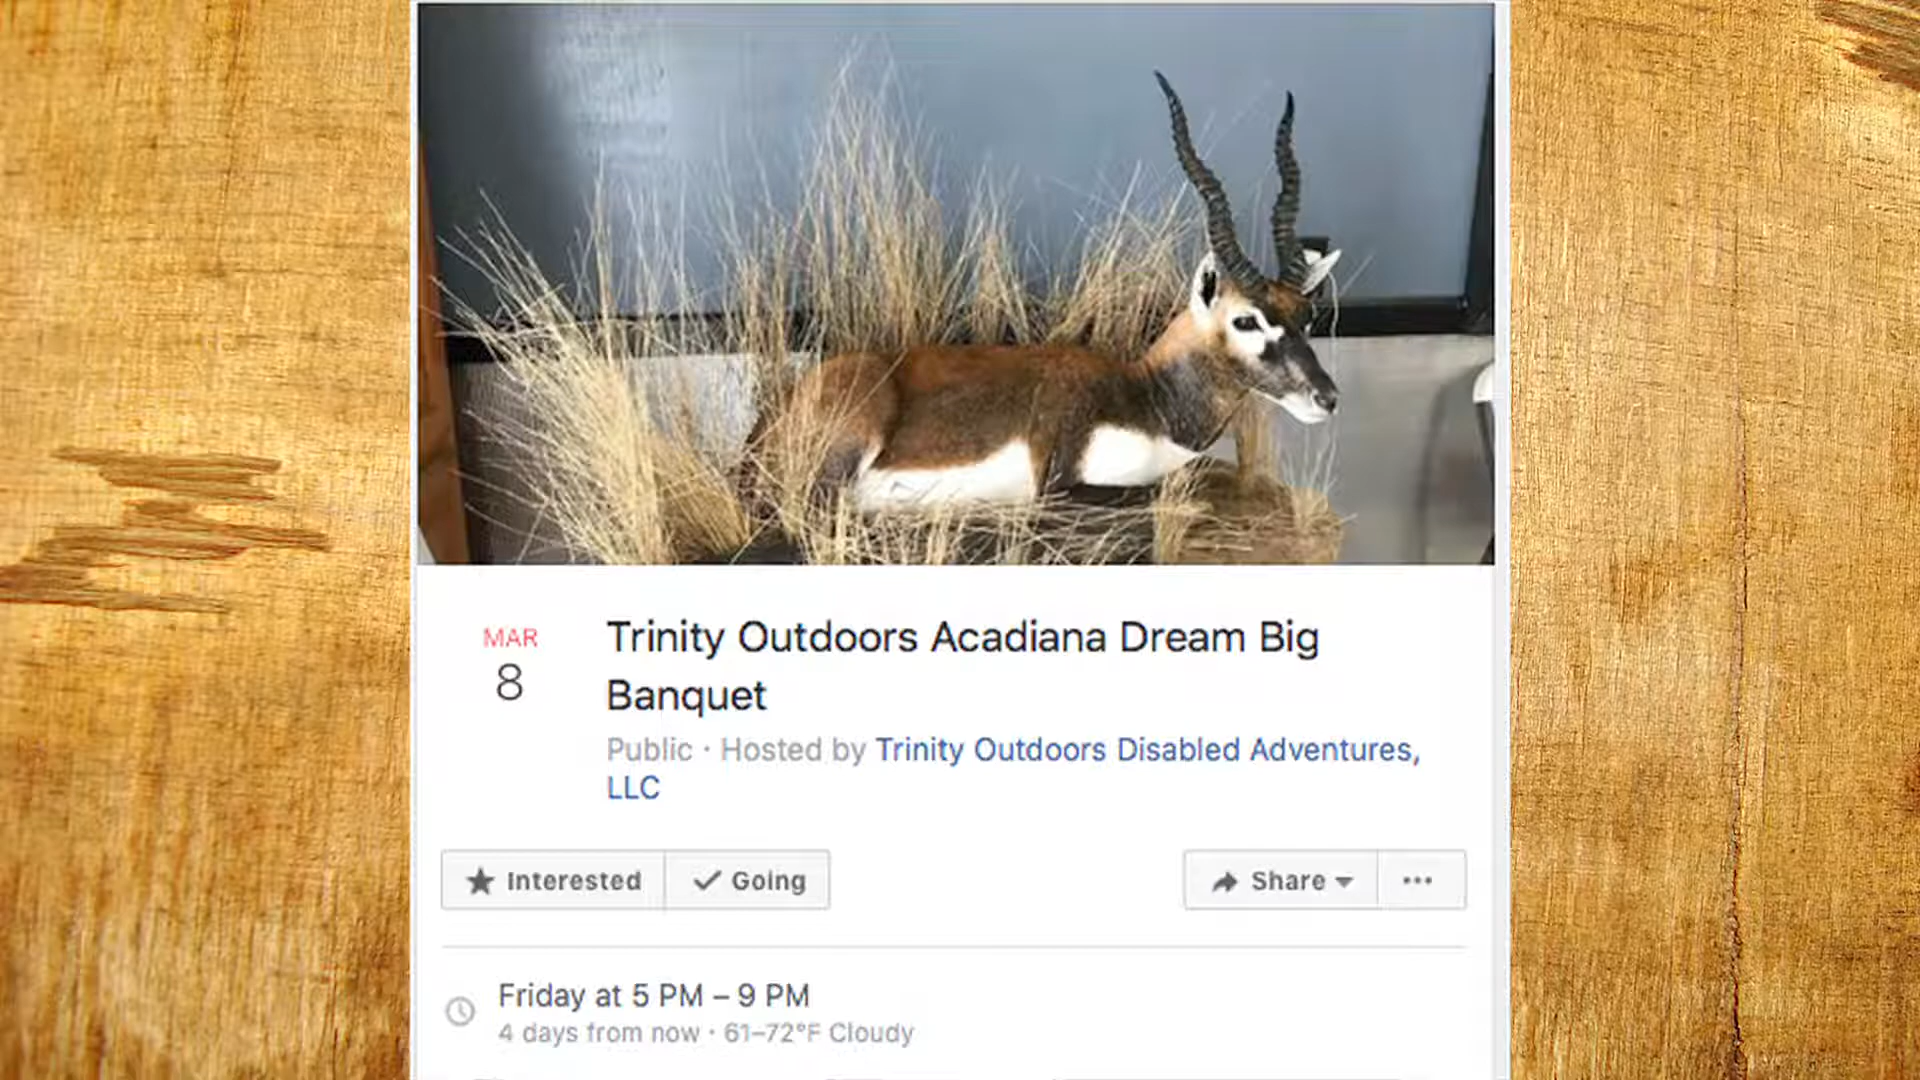 MAR
8
Trinity Outdoors Acadiana Dream Big
Banquet
Public · Hosted by Trinity Outdoors Disabled Adventures,
LLC
Interested
Going
Share
Friday at 5 PM – 9 PM
4 days from now · 61–72°F Cloudy